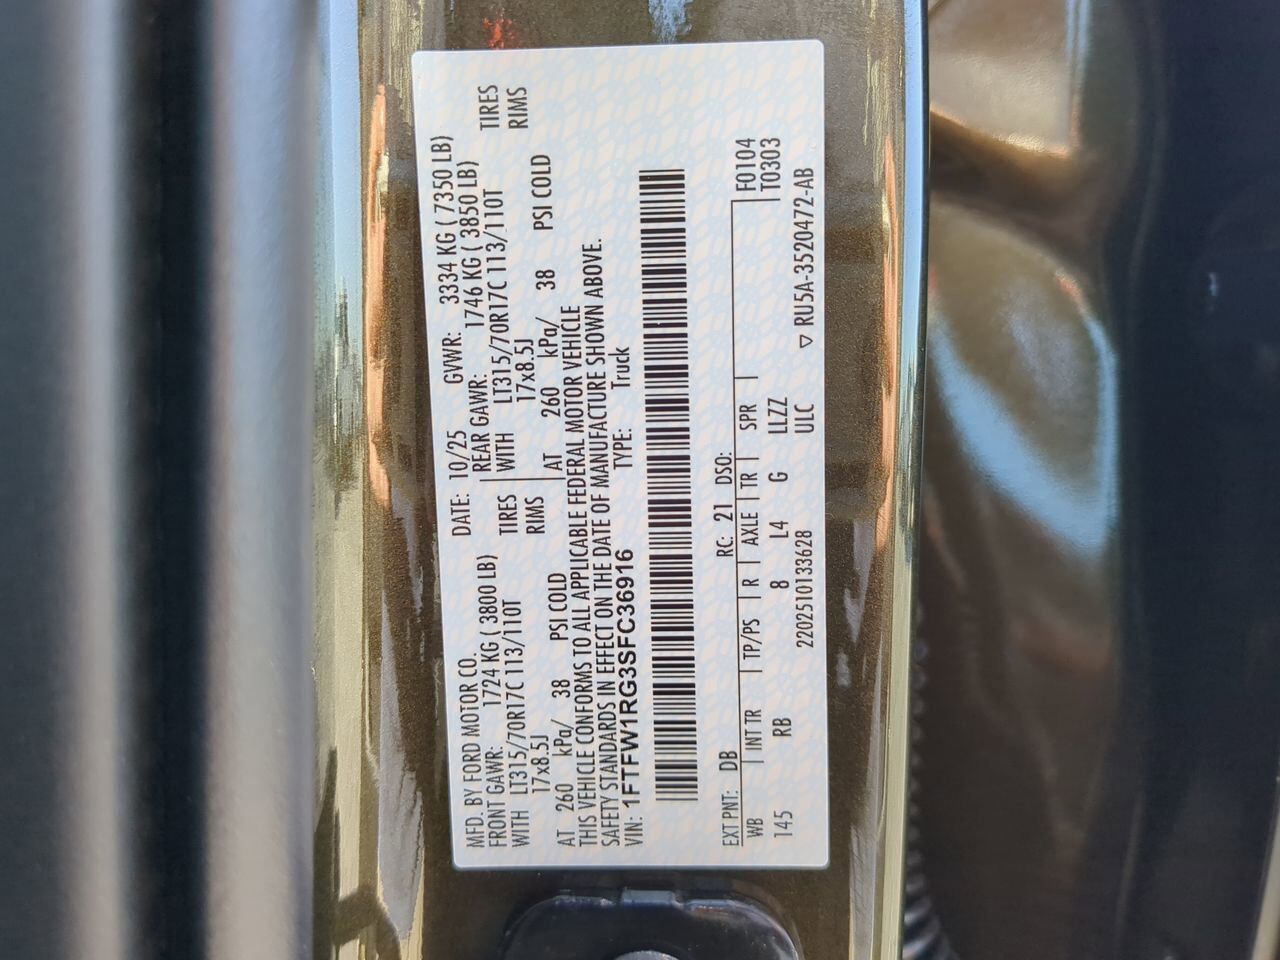 MFD. BY FORD MOTOR CO.
DATE: 10/25 GVWR: 3334 KG ( 7350 LB)
FRONT GAWR: 1724 KG ( 3800 LB)
REAR GAWR: 1746 KG ( 3850 LB)
WITH LT315/70R17C 113/110T TIRES
WITH LT315/70R17C 113/110T TIRES
17x8.5J RIMS
17x8.5J RIMS
AT 260 kPa/ 38 PSI COLD
AT 260 kPa/ 38 PSI COLD
THIS VEHICLE CONFORMS TO ALL APPLICABLE FEDERAL MOTOR VEHICLE
SAFETY STANDARDS IN EFFECT ON THE DATE OF MANUFACTURE SHOWN ABOVE.
VIN: 1FTFW1RG3SFC36916 TYPE: Truck
EXT PNT: DB RC: 21 DSO:
WB | INT TR | TP/PS | R | AXLE | TR | SPR | F0104
145 RB 8 L4 G LLZZ T0303
2202510133628 ULC ▽ RU5A-3520472-AB